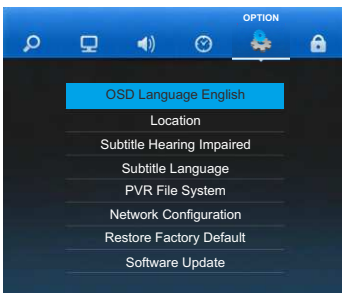 OPTION
OSD Language English
Location
Subtitle Hearing Impaired
Subtitle Language
PVR File System
Network Configuration
Restore Factory Default
Software Update